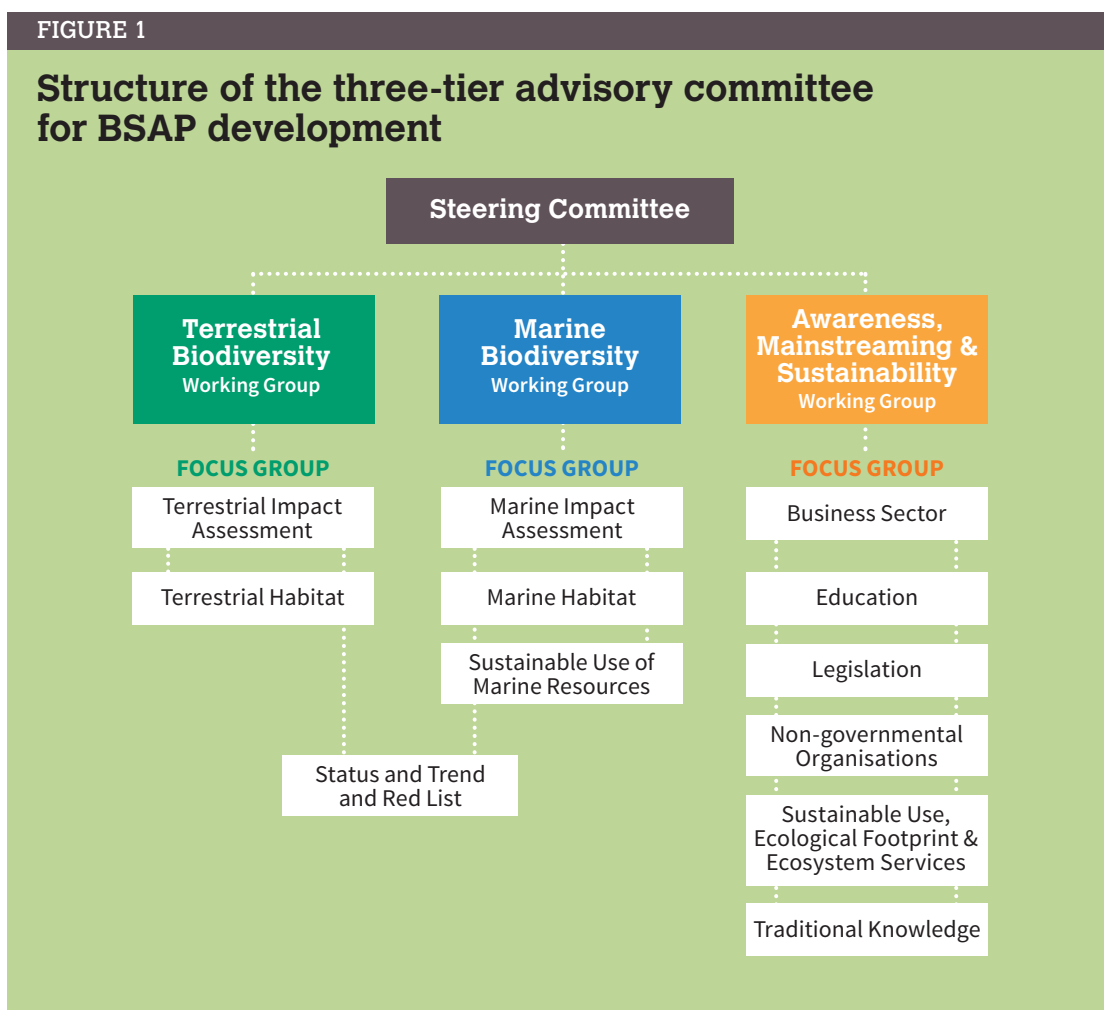 FIGURE 1
Structure of the three-tier advisory committee
for BSAP development
Steering Committee
Terrestrial
Biodiversity
Working Group
FOCUS GROUP
Terrestrial Impact
Assessment
Terrestrial Habitat
Marine
Biodiversity
Working Group
FOCUS GROUP
Marine Impact
Assessment
Marine Habitat
Sustainable Use of
Marine Resources
Status and Trend
and Red List
Awareness,
Mainstreaming &
Sustainability
Working Group
FOCUS GROUP
Business Sector
Education
Legislation
Non-governmental
Organisations
Sustainable Use,
Ecological Footprint &
Ecosystem Services
Traditional Knowledge